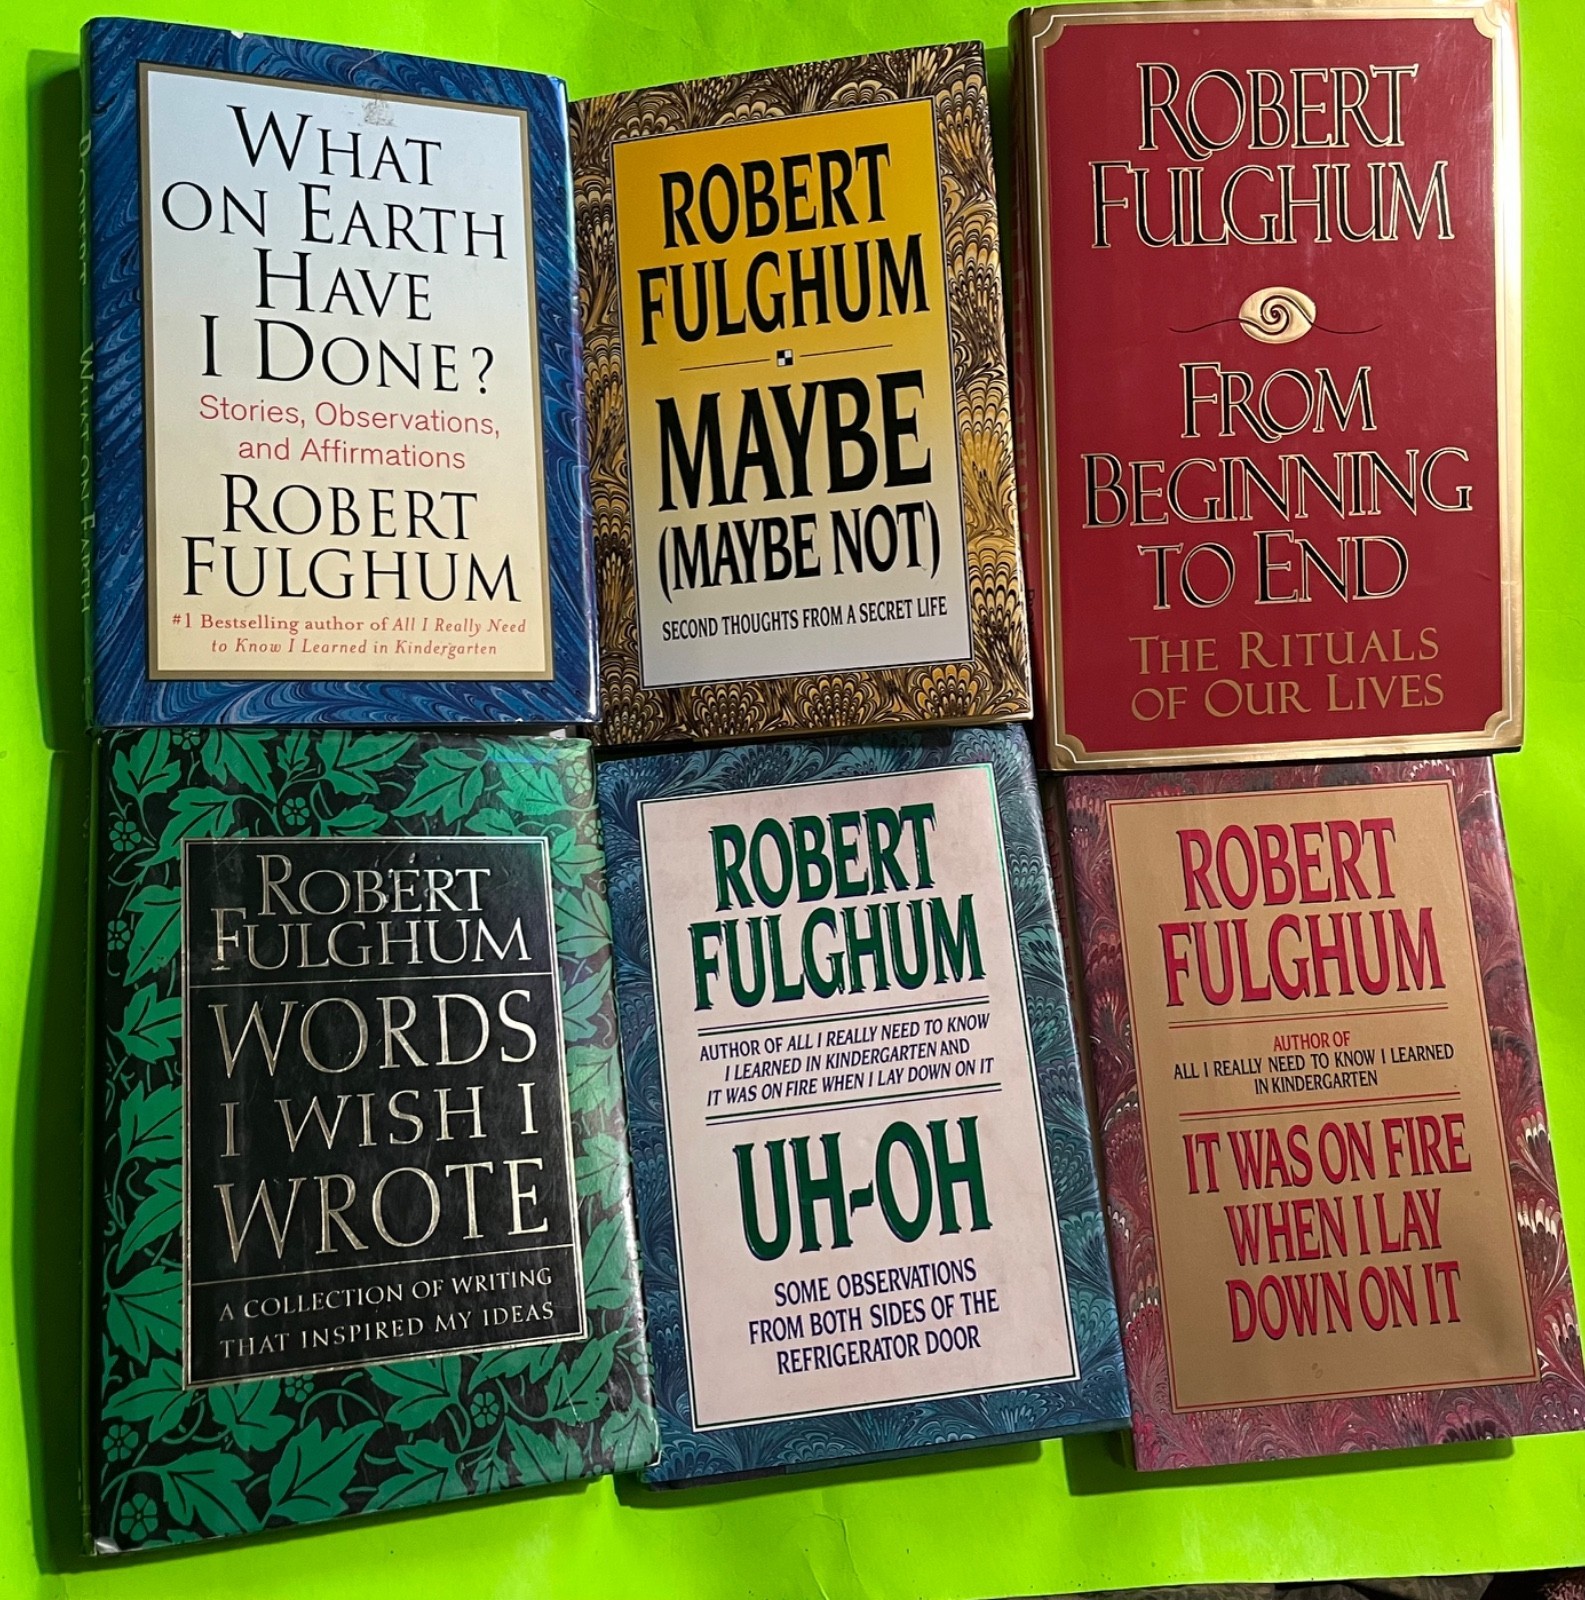 WHAT
ON EARTH
HAVE
I DONE?
Stories, Observations,
and Affirmations
ROBERT
FULGHUM
#1 Bestselling author of All I Really Need
to Know I Learned in Kindergarten
WHAT ON EARTH
ROBERT
FULGHUM
MAYBE
(MAYBE NOT)
SECOND THOUGHTS FROM A SECRET LIFE
ROBERT
FULGHUM
FROM
BEGINNING
TO END
THE RITUALS
OF OUR LIVES
ROBERT
FULGHUM
WORDS
I WISH I
WROTE
A COLLECTION OF WRITING
THAT INSPIRED MY IDEAS
ROBERT
FULGHUM
AUTHOR OF ALL I REALLY NEED TO KNOW
I LEARNED IN KINDERGARTEN AND
IT WAS ON FIRE WHEN I LAY DOWN ON IT
UH-OH
SOME OBSERVATIONS
FROM BOTH SIDES OF THE
REFRIGERATOR DOOR
ROBERT
FULGHUM
AUTHOR OF
ALL I REALLY NEED TO KNOW I LEARNED
IN KINDERGARTEN
IT WAS ON FIRE
WHEN I LAY
DOWN ON IT